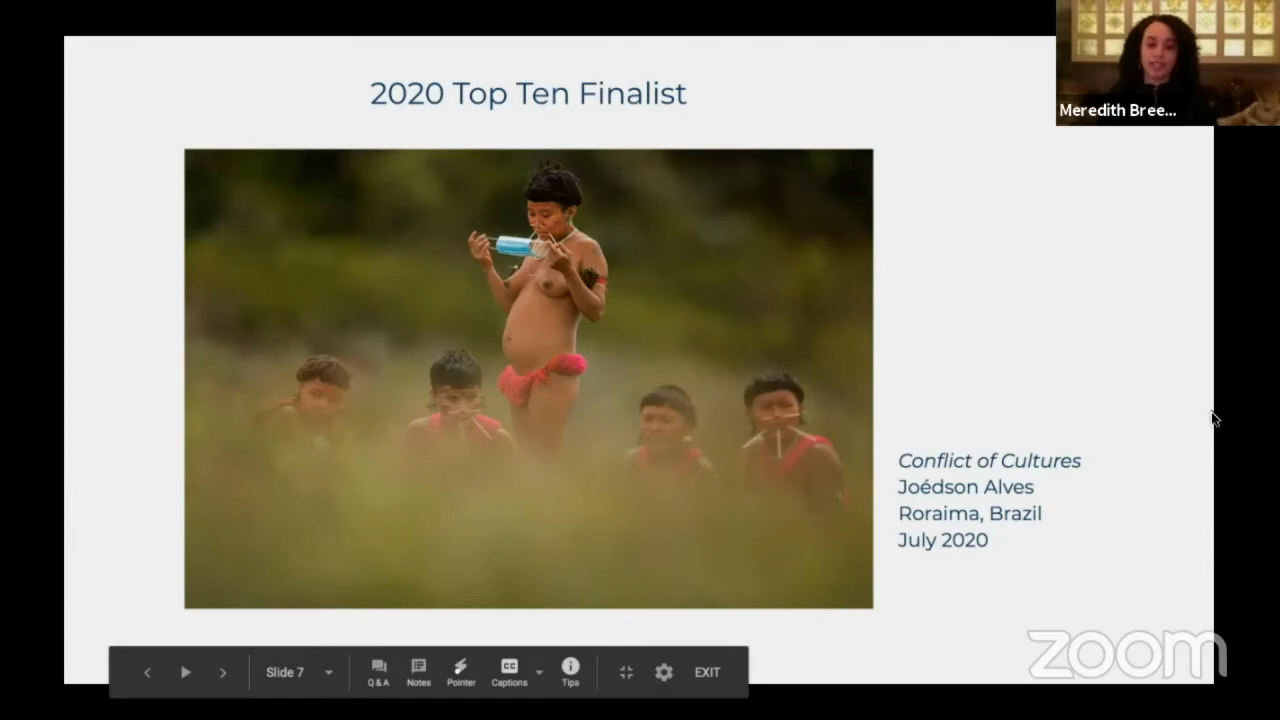 2020 Top Ten Finalist
Meredith Bree...
Conflict of Cultures
Joédson Alves
Roraima, Brazil
July 2020
zoom
Slide 7
Q & A
Notes
Pointer
CC
Captions
Tips
EXIT